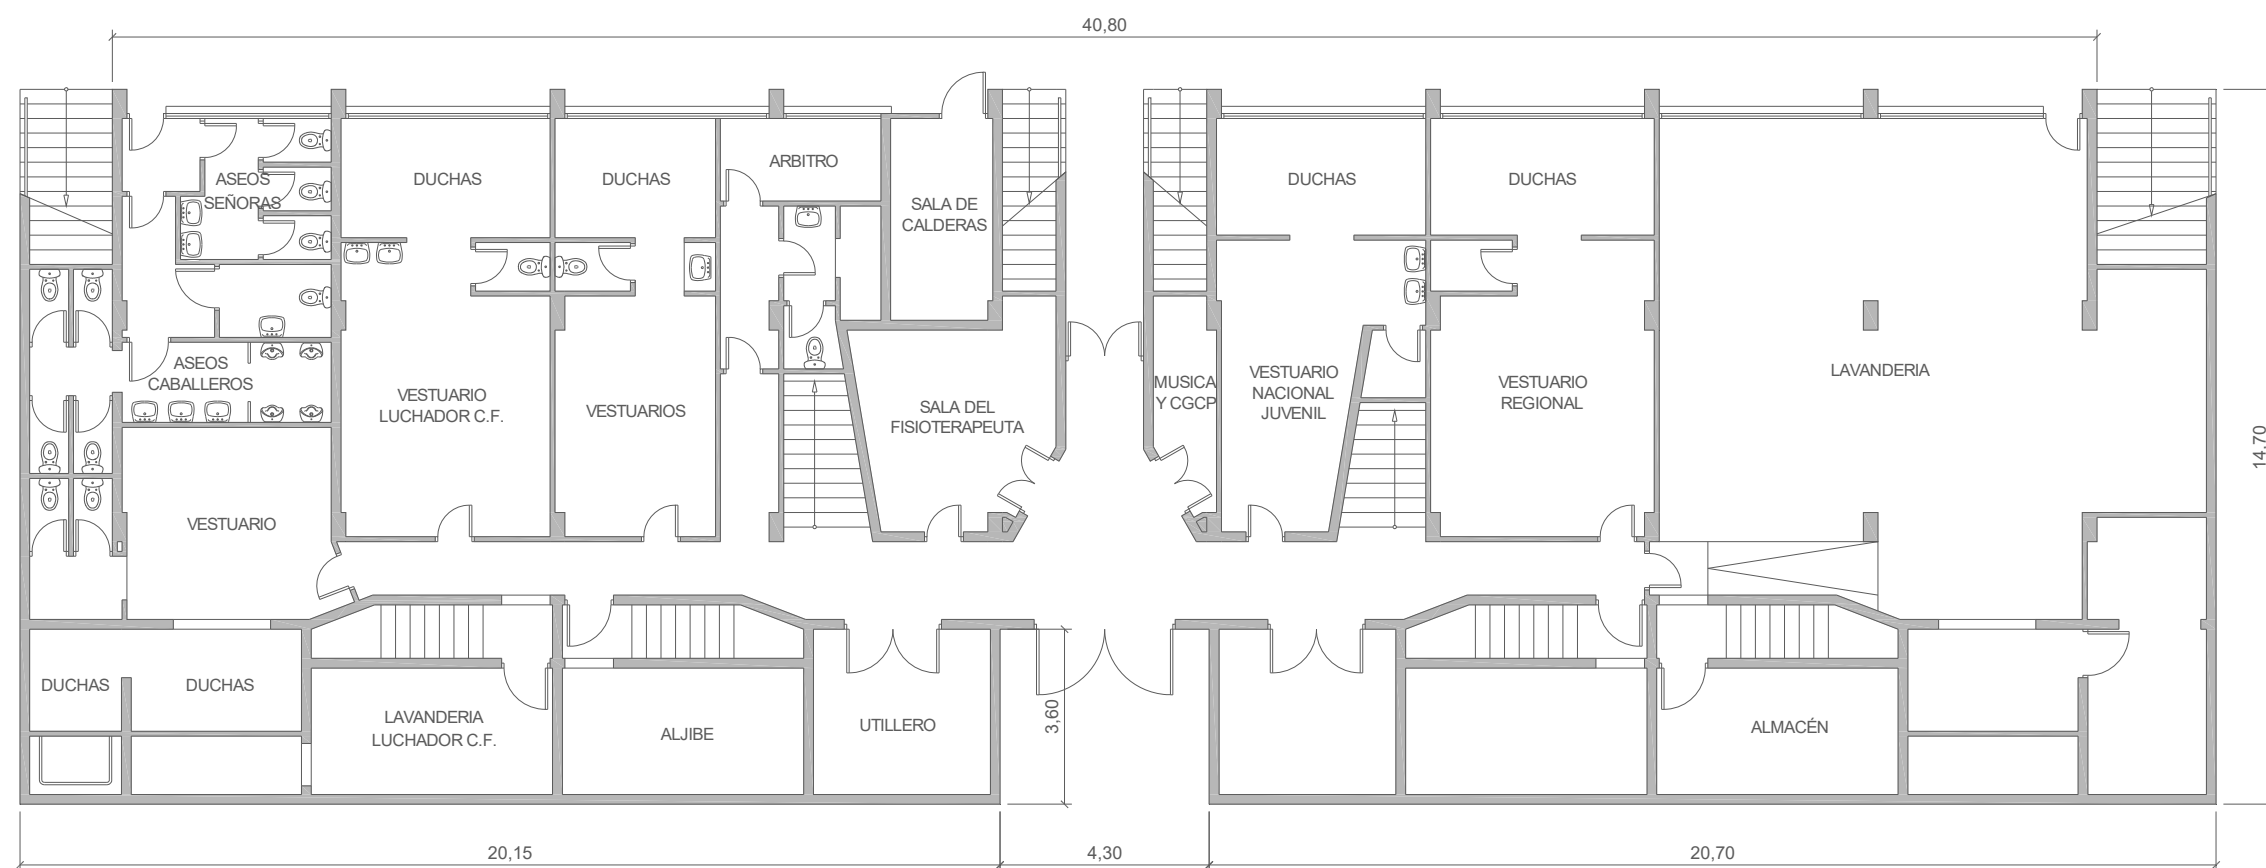 40,80
ARBITRO
DUCHAS
DUCHAS
DUCHAS
DUCHAS
ASEOS
SEÑORAS
SALA DE
CALDERAS
ASEOS
CABALLEROS
VESTUARIO
LUCHADOR C.F.
VESTUARIOS
SALA DEL
FISIOTERAPEUTA
MUSICA
Y CGCP
VESTUARIO
NACIONAL
JUVENIL
VESTUARIO
REGIONAL
LAVANDERIA
14,70
VESTUARIO
DUCHAS
DUCHAS
LAVANDERIA
LUCHADOR C.F.
ALJIBE
UTILLERO
3,60
ALMACÉN
20,15
4,30
20,70